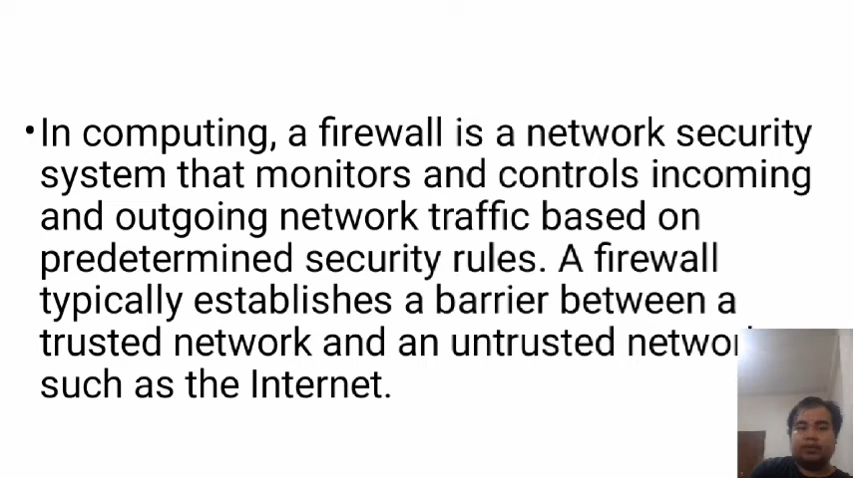 •In computing, a firewall is a network security
system that monitors and controls incoming
and outgoing network traffic based on
predetermined security rules. A firewall
typically establishes a barrier between a
trusted network and an untrusted
such as the Internet.